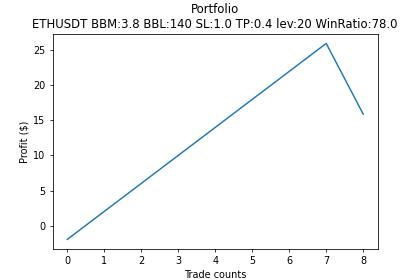 Portfolio
ETHUSDT BBM:3.8 BBL:140 SL:1.0 TP:0.4 lev:20 WinRatio:78.0
25
20
15
10
5
0
Profit ($)
0 1 2 3 4 5 6 7 8
Trade counts